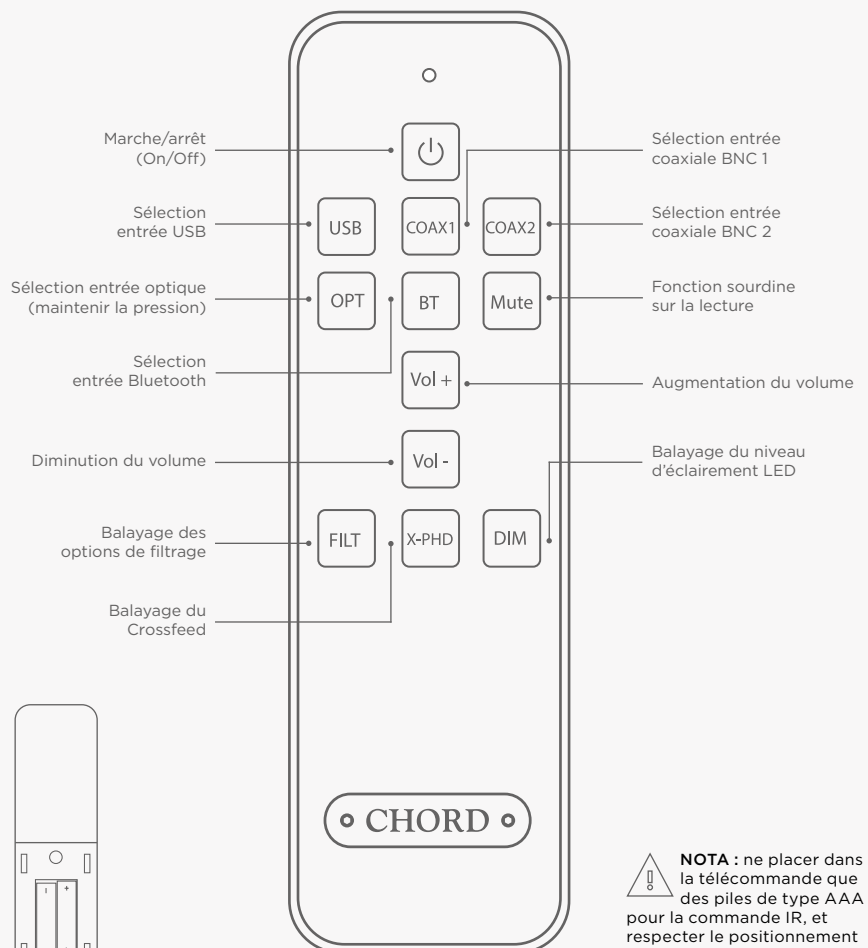 Marche/arrêt
(On/Off)
Sélection entrée
coaxiale BNC 1
Sélection
entrée USB
USB
COAX1
COAX2
Sélection entrée
coaxiale BNC 2
Sélection entrée optique
(maintenir la pression)
OPT
BT
Mute
Fonction sourdine
sur la lecture
Sélection
entrée Bluetooth
Vol +
Augmentation du volume
Diminution du volume
Vol -
Balayage du niveau
d'éclairement LED
Balayage des
options de filtrage
FILT
X-PHD
DIM
Balayage du
Crossfeed
CHORD
NOTA : ne placer dans
la télécommande que
des piles de type AAA
pour la commande IR, et
respecter le positionnement